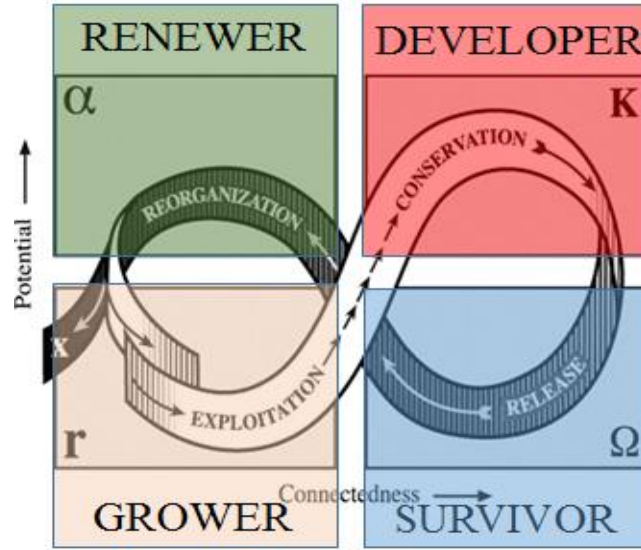 RENEWER
DEVELOPER
α
K
REORGANIZATION
CONSERVATION
Potential
x
EXPLOITATION
RELEASE
r
Ω
Connectedness
GROWER
SURVIVOR